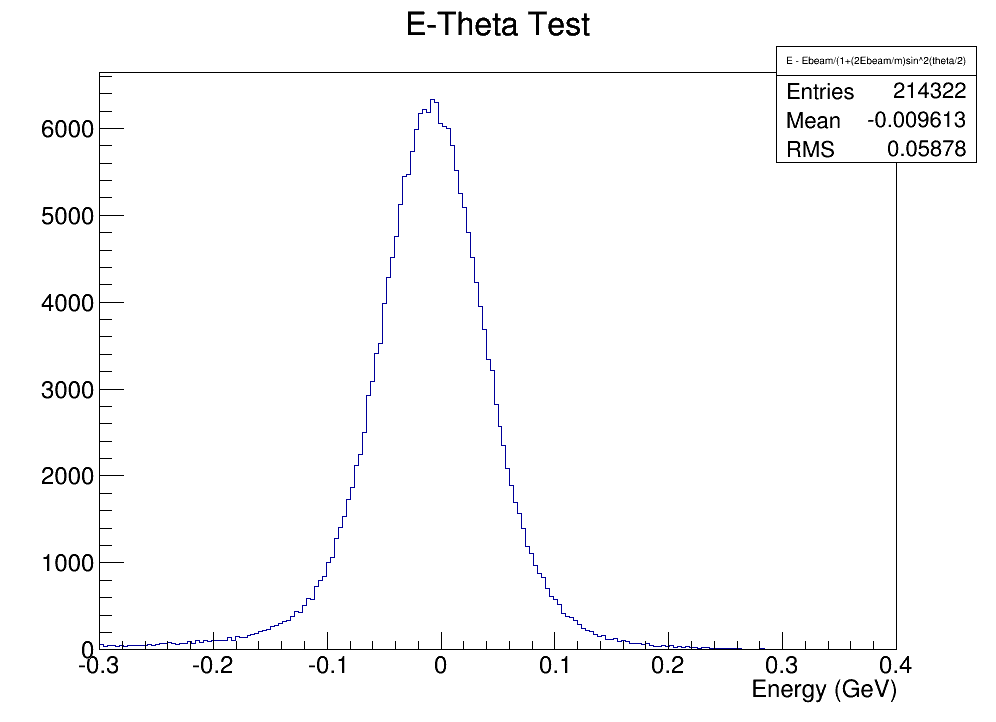 E-Theta Test
E - Ebeam/(1+(2Ebeam/m)sin^2(theta/2)
Entries 214322
Mean -0.009613
RMS 0.05878
6000
5000
4000
3000
2000
1000
0
-0.3 -0.2 -0.1 0 0.1 0.2 0.3 0.4
Energy (GeV)